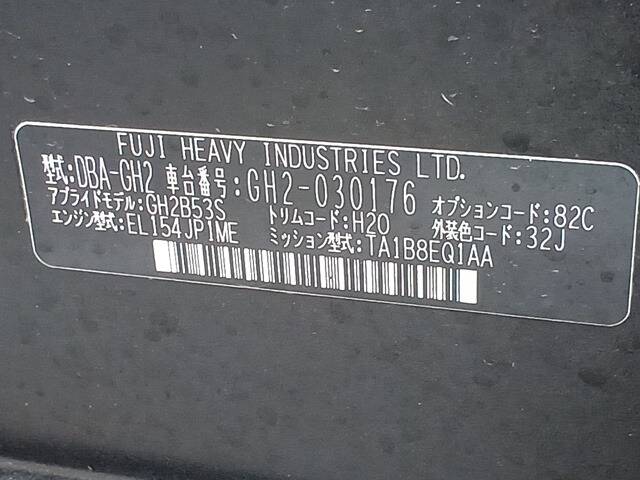 FUJI HEAVY INDUSTRIES LTD.
型式:DBA-GH2 車台番号:GH2-030176
アプライドモデル:GH2B53S トリムコード:H20 オプションコード:82C
エンジン型式:EL154JP1ME ミッション型式:TA1B8EQ1AA 外装色コード:32J